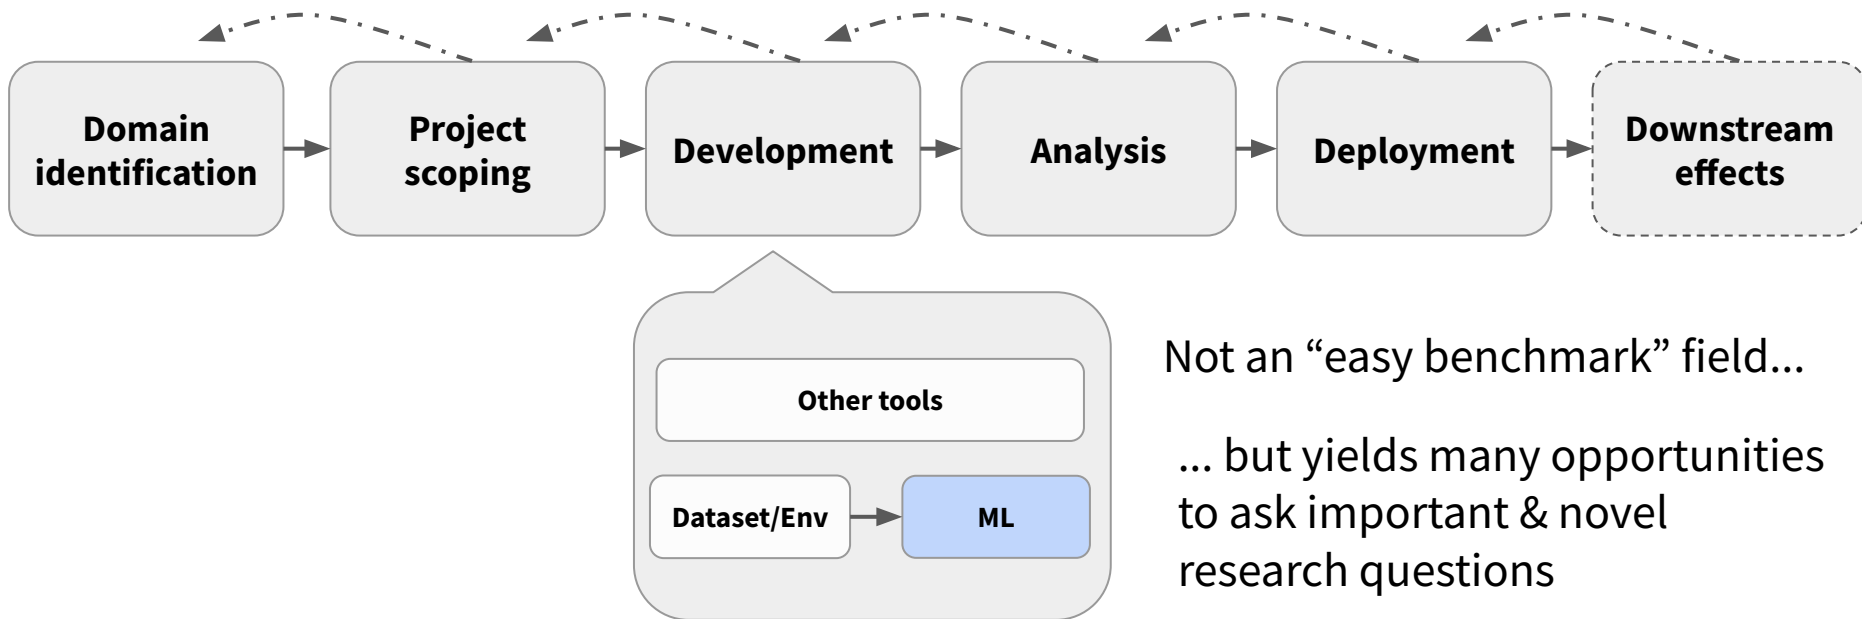 Domain
identification
Project
scoping
Development
Analysis
Deployment
Downstream
effects
Other tools
Dataset/Env
ML
Not an “easy benchmark” field...
... but yields many opportunities
to ask important & novel
research questions